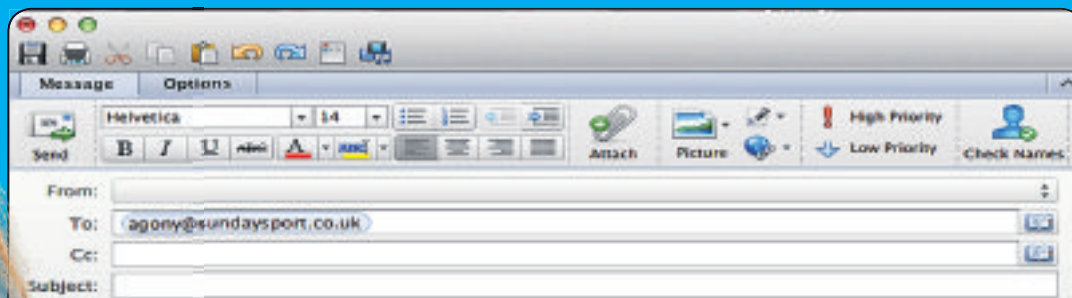 Message Options
Helvetica 14 High Priority
B I U abc A
Send Attach Picture Low Priority Check Names
From:
To: agony@sundaysport.co.uk
Cc:
Subject: